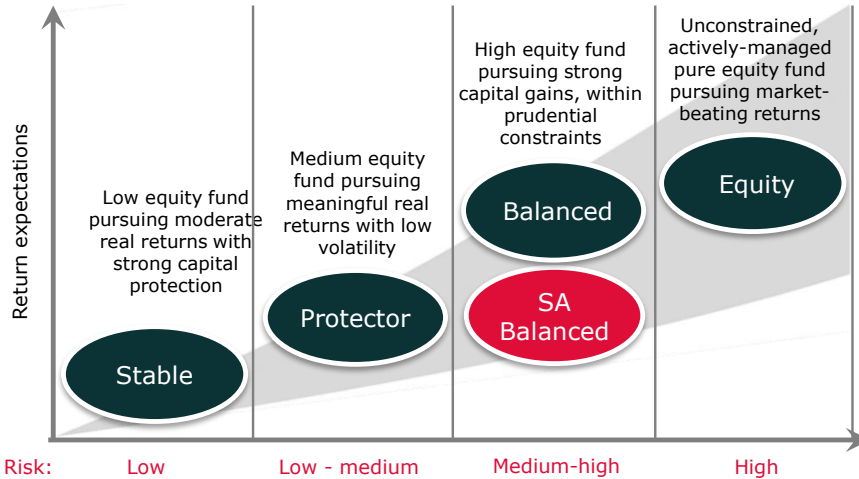 Return expectations
Low equity fund
pursuing moderate
real returns with
strong capital
protection
Stable
Medium equity
fund pursuing
meaningful real
returns with low
volatility
Protector
High equity fund
pursuing strong
capital gains, within
prudential
constraints
Balanced
SA
Balanced
Unconstrained,
actively-managed
pure equity fund
pursuing market-
beating returns
Equity
Risk:
Low
Low - medium
Medium-high
High